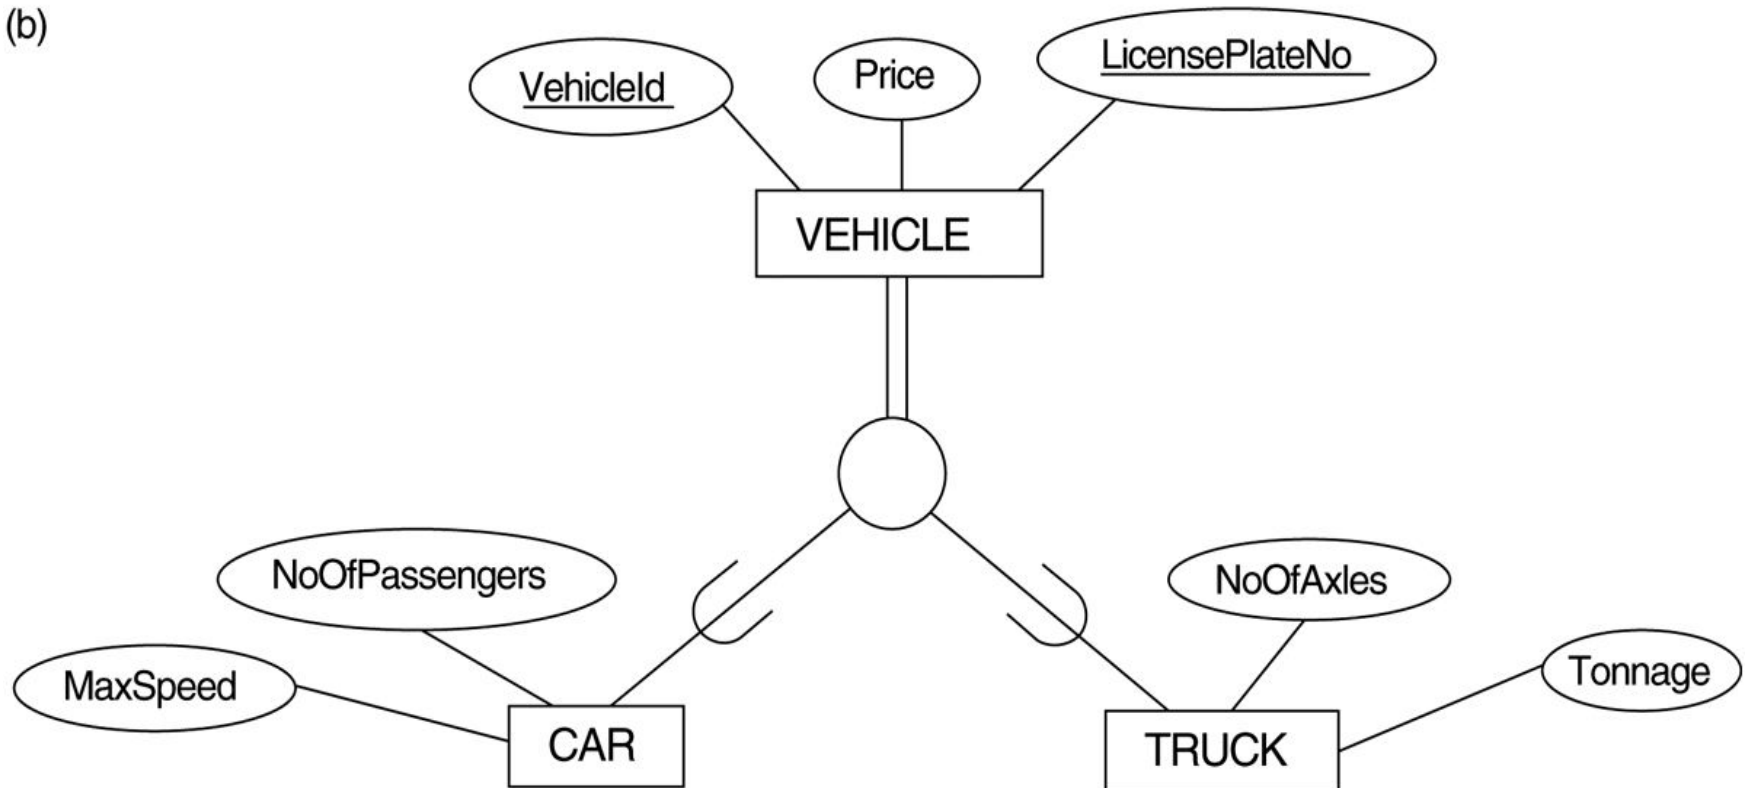 (b)
VehicleId
Price
LicensePlateNo
VEHICLE
NoOfPassengers
NoOfAxles
MaxSpeed
Tonnage
CAR
TRUCK